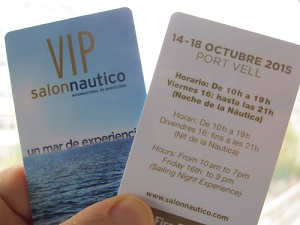 VIP
salonnautico
INTERNACIONAL DE BARCELONA
un mar de experienci
14-18 OCTUBRE 2015
PORT VELL
Horario: De 10h a 19h
Viernes 16: hasta las 21h
(Noche de la Náutica)
Horari: De 10h a 19h
Divendres 16: fins a les 21h
(Nit de la Nàutica)
Hours: From 10am to 7pm
Friday 16th: to 9 pm
(Sailing Night Experience)
www.salonnautico.com